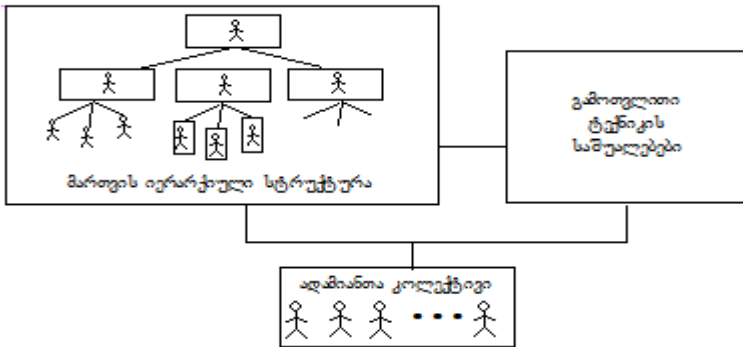 მართვის იერარქიული სტრუქტურა
გამოთვლითი
ტექნიკის
საშუალებები
ადამიანთა კოლექტივი